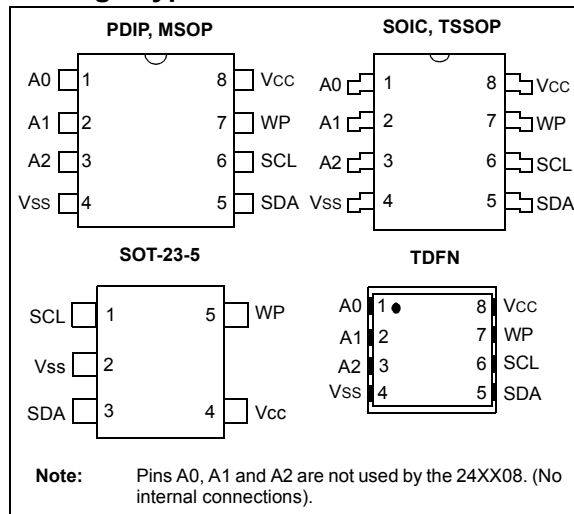 PDIP, MSOP
A0 1 8 VCC
A1 2 7 WP
A2 3 6 SCL
VSS 4 5 SDA
SOIC, TSSOP
A0 1 8 VCC
A1 2 7 WP
A2 3 6 SCL
VSS 4 5 SDA
SOT-23-5
SCL 1 5 WP
Vss 2
SDA 3 4 Vcc
TDFN
A0 1 8 VCC
A1 2 7 WP
A2 3 6 SCL
VSS 4 5 SDA
Note: Pins A0, A1 and A2 are not used by the 24XX08. (No
internal connections).